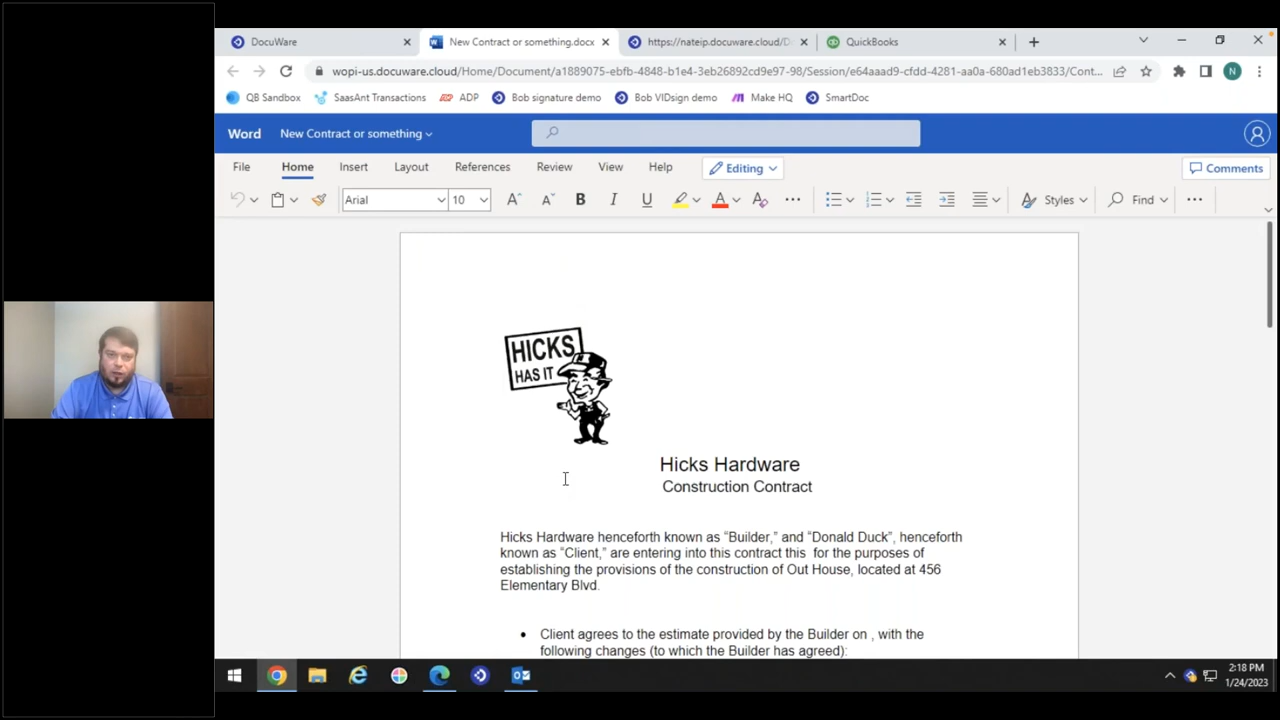 DocuWare
New Contract or something.docx
https://nateip.docuware.cloud/D
QuickBooks
wopi-us.docuware.cloud/Home/Document/a1889075-ebfb-4848-b1e4-3eb26892cd9e97-98/Session/e64aaad9-cfdd-4281-aa0a-680ad1eb3833/Cont...
N
QB Sandbox
SaasAnt Transactions
ADP
Bob signature demo
Bob VIDsign demo
Make HQ
SmartDoc
Word
New Contract or something
File
Home
Insert
Layout
References
Review
View
Help
Editing
Comments
Arial
10
Styles
Find
HICKS
HAS IT
Hicks Hardware
Construction Contract
Hicks Hardware henceforth known as “Builder,” and “Donald Duck”, henceforth
known as “Client,” are entering into this contract this  for the purposes of
establishing the provisions of the construction of Out House, located at 456
Elementary Blvd.
• Client agrees to the estimate provided by the Builder on , with the
following changes (to which the Builder has agreed):
2:18 PM
1/24/2023